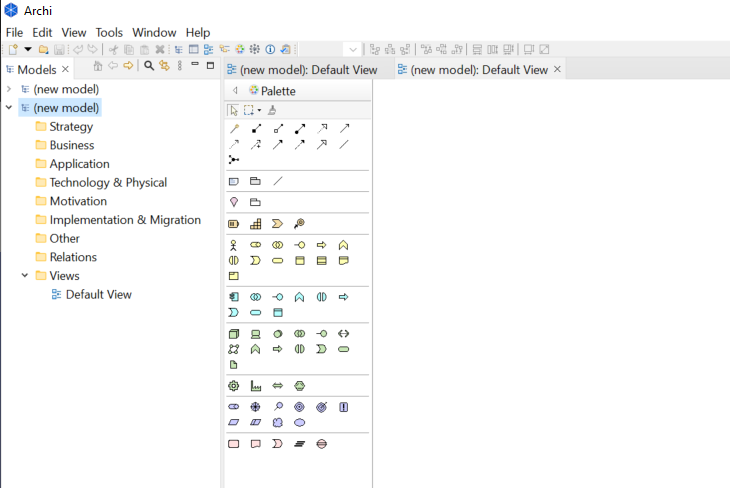 Archi
File Edit View Tools Window Help
Models
(new model)
(new model)
Strategy
Business
Application
Technology & Physical
Motivation
Implementation & Migration
Other
Relations
Views
Default View
(new model): Default View
(new model): Default View
Palette